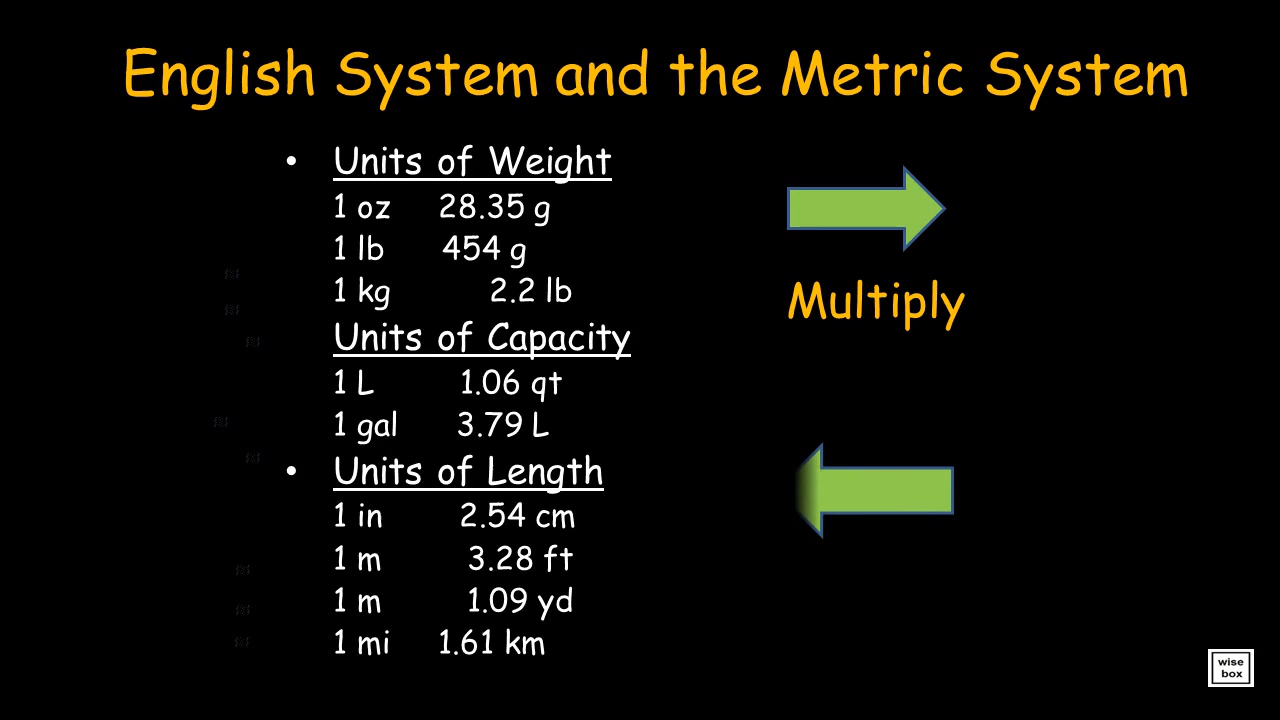 English System and the Metric System
• Units of Weight
1 oz 28.35 g
1 lb 454 g
1 kg 2.2 lb
Units of Capacity
1 L 1.06 qt
1 gal 3.79 L
• Units of Length
1 in 2.54 cm
1 m 3.28 ft
1 m 1.09 yd
1 mi 1.61 km
Multiply
wise
box